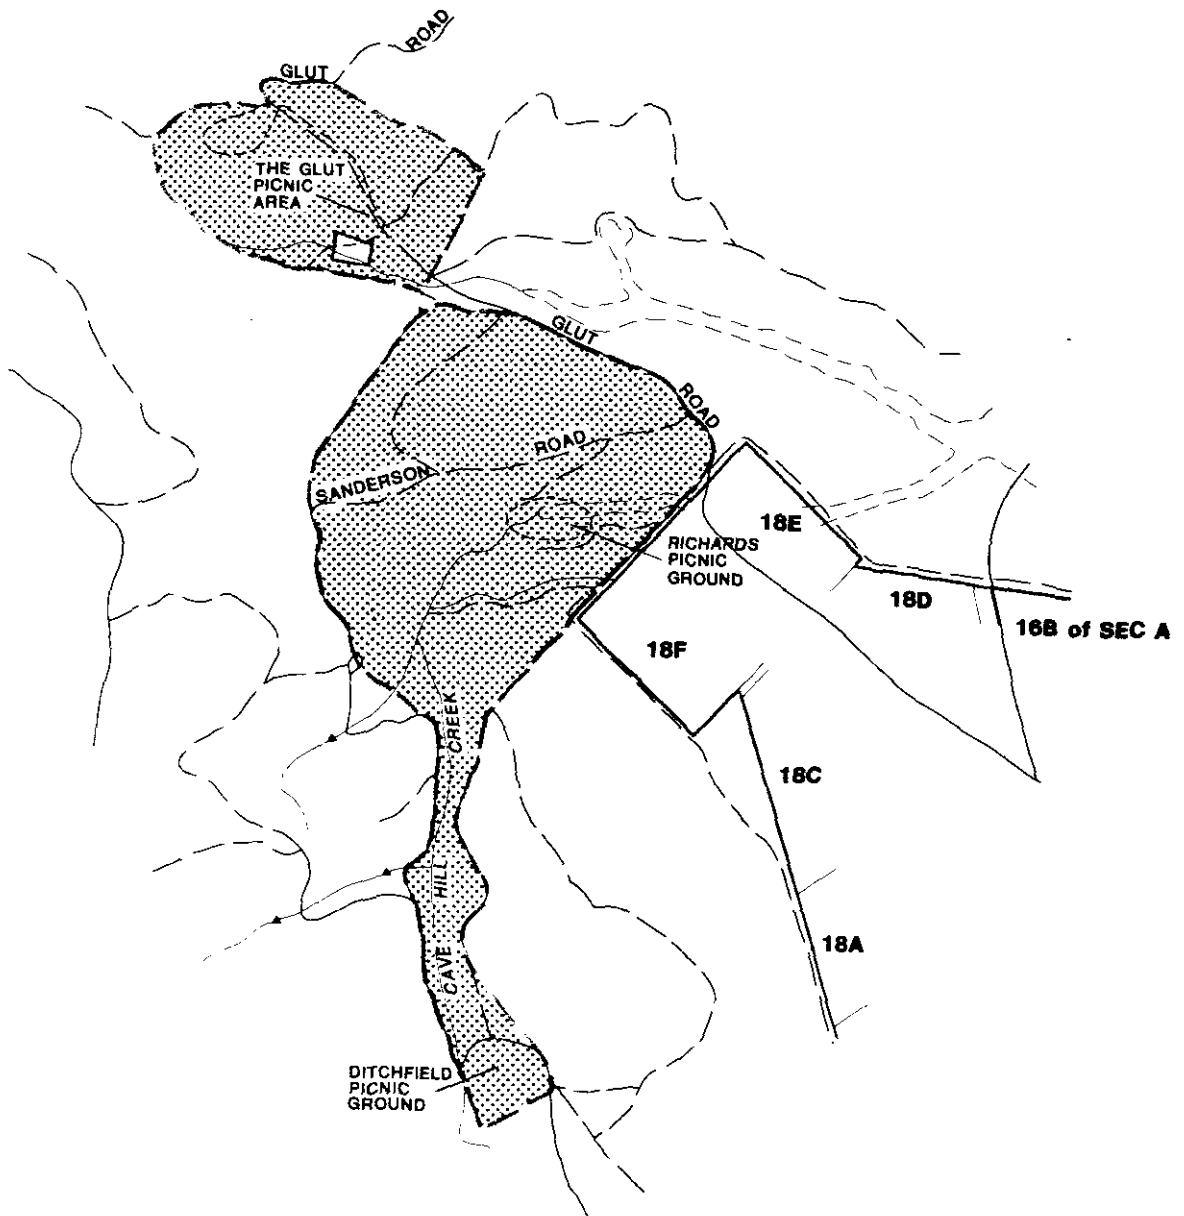 ROAD
GLUT
THE GLUT
PICNIC
AREA
GLUT
ROAD
ROAD
SANDERSON
18E
RICHARDS
PICNIC
GROUND
18D
16B of SEC A
18F
CREEK
18C
HILL
18A
CAVE
DITCHFIELD
PICNIC
GROUND